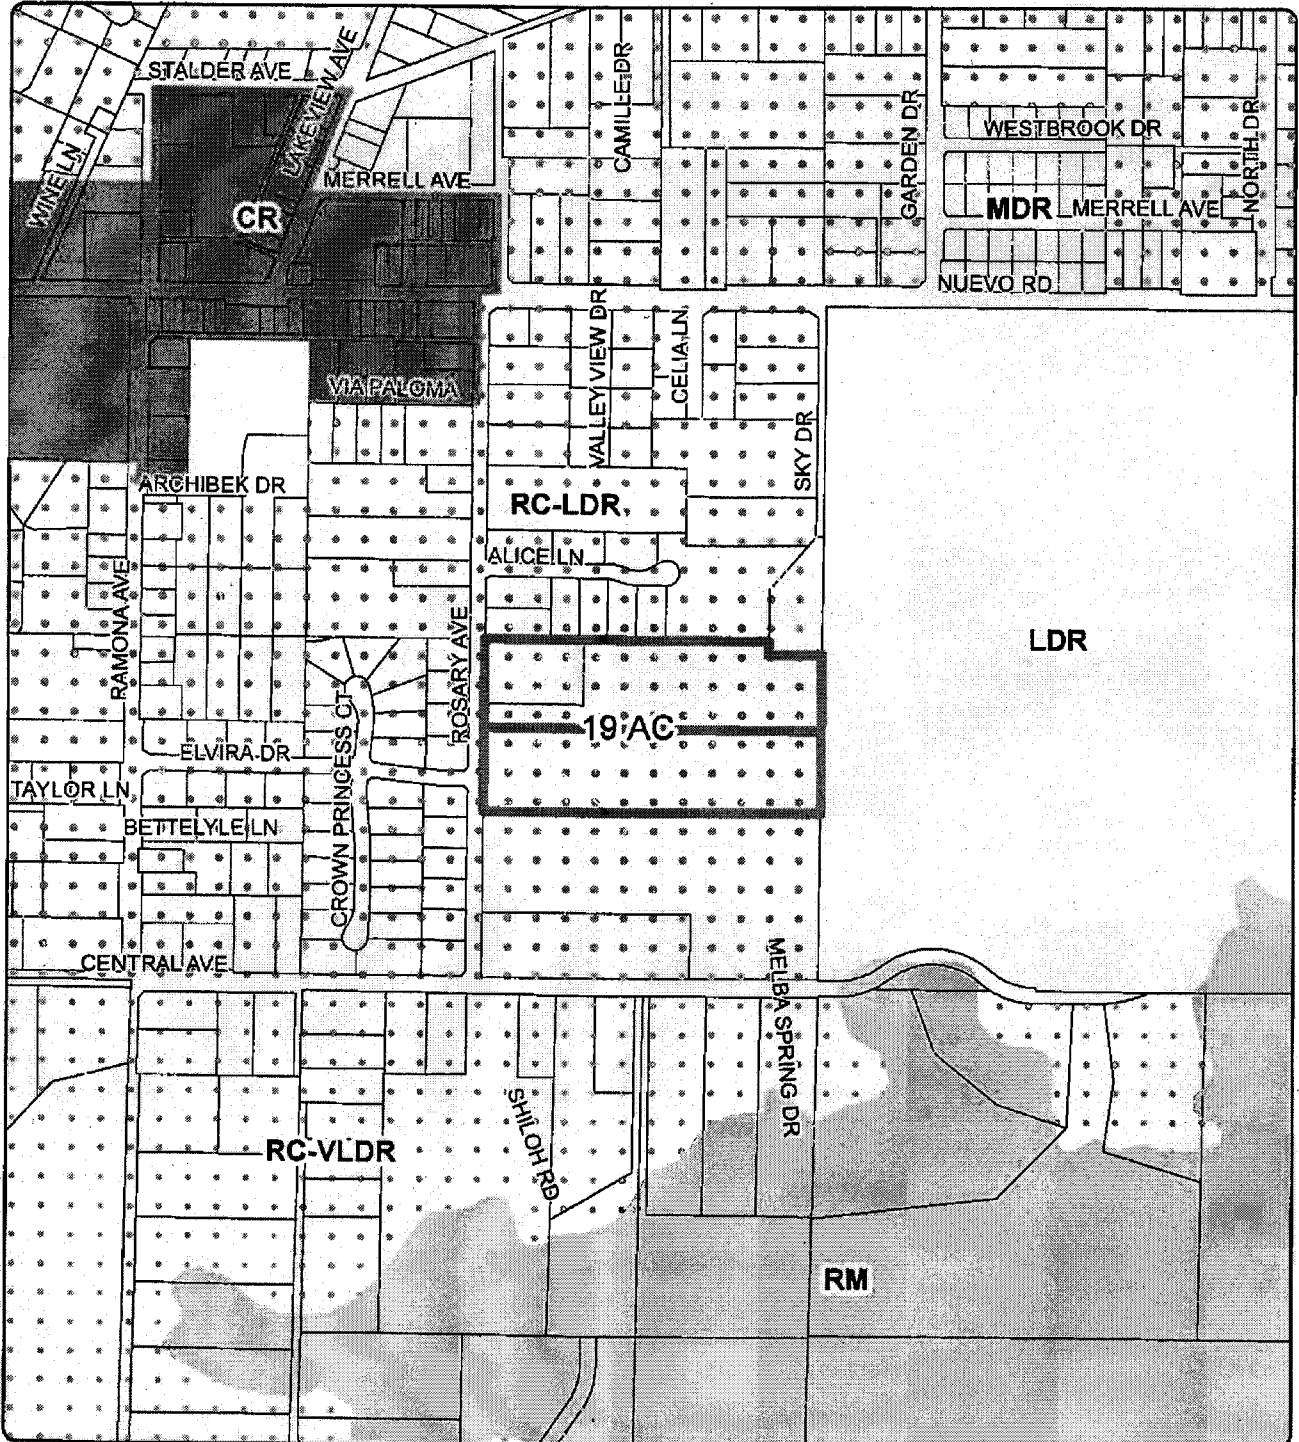 STALDER AVE
LAKEVIEW AVE
CAMILLE DR
GARDEN DR
WESTBROOK DR
NORTH DR
WINE LN
MERRELL AVE
CR
MDR
MERRELL AVE
NUEVO RD
VALLEY VIEW DR
CELIA LN
VIA PALOMA
SKY DR
ARCHIBEK DR
RC-LDR
ALICE LN
RAMONA AVE
ROSARY AVE
LDR
CROWN PRINCESS CT
19 AC
ELVIRA DR
TAYLOR LN
BETTELYLE LN
CENTRAL AVE
MELBA SPRING DR
SHILOH RD
RC-VLDR
RM